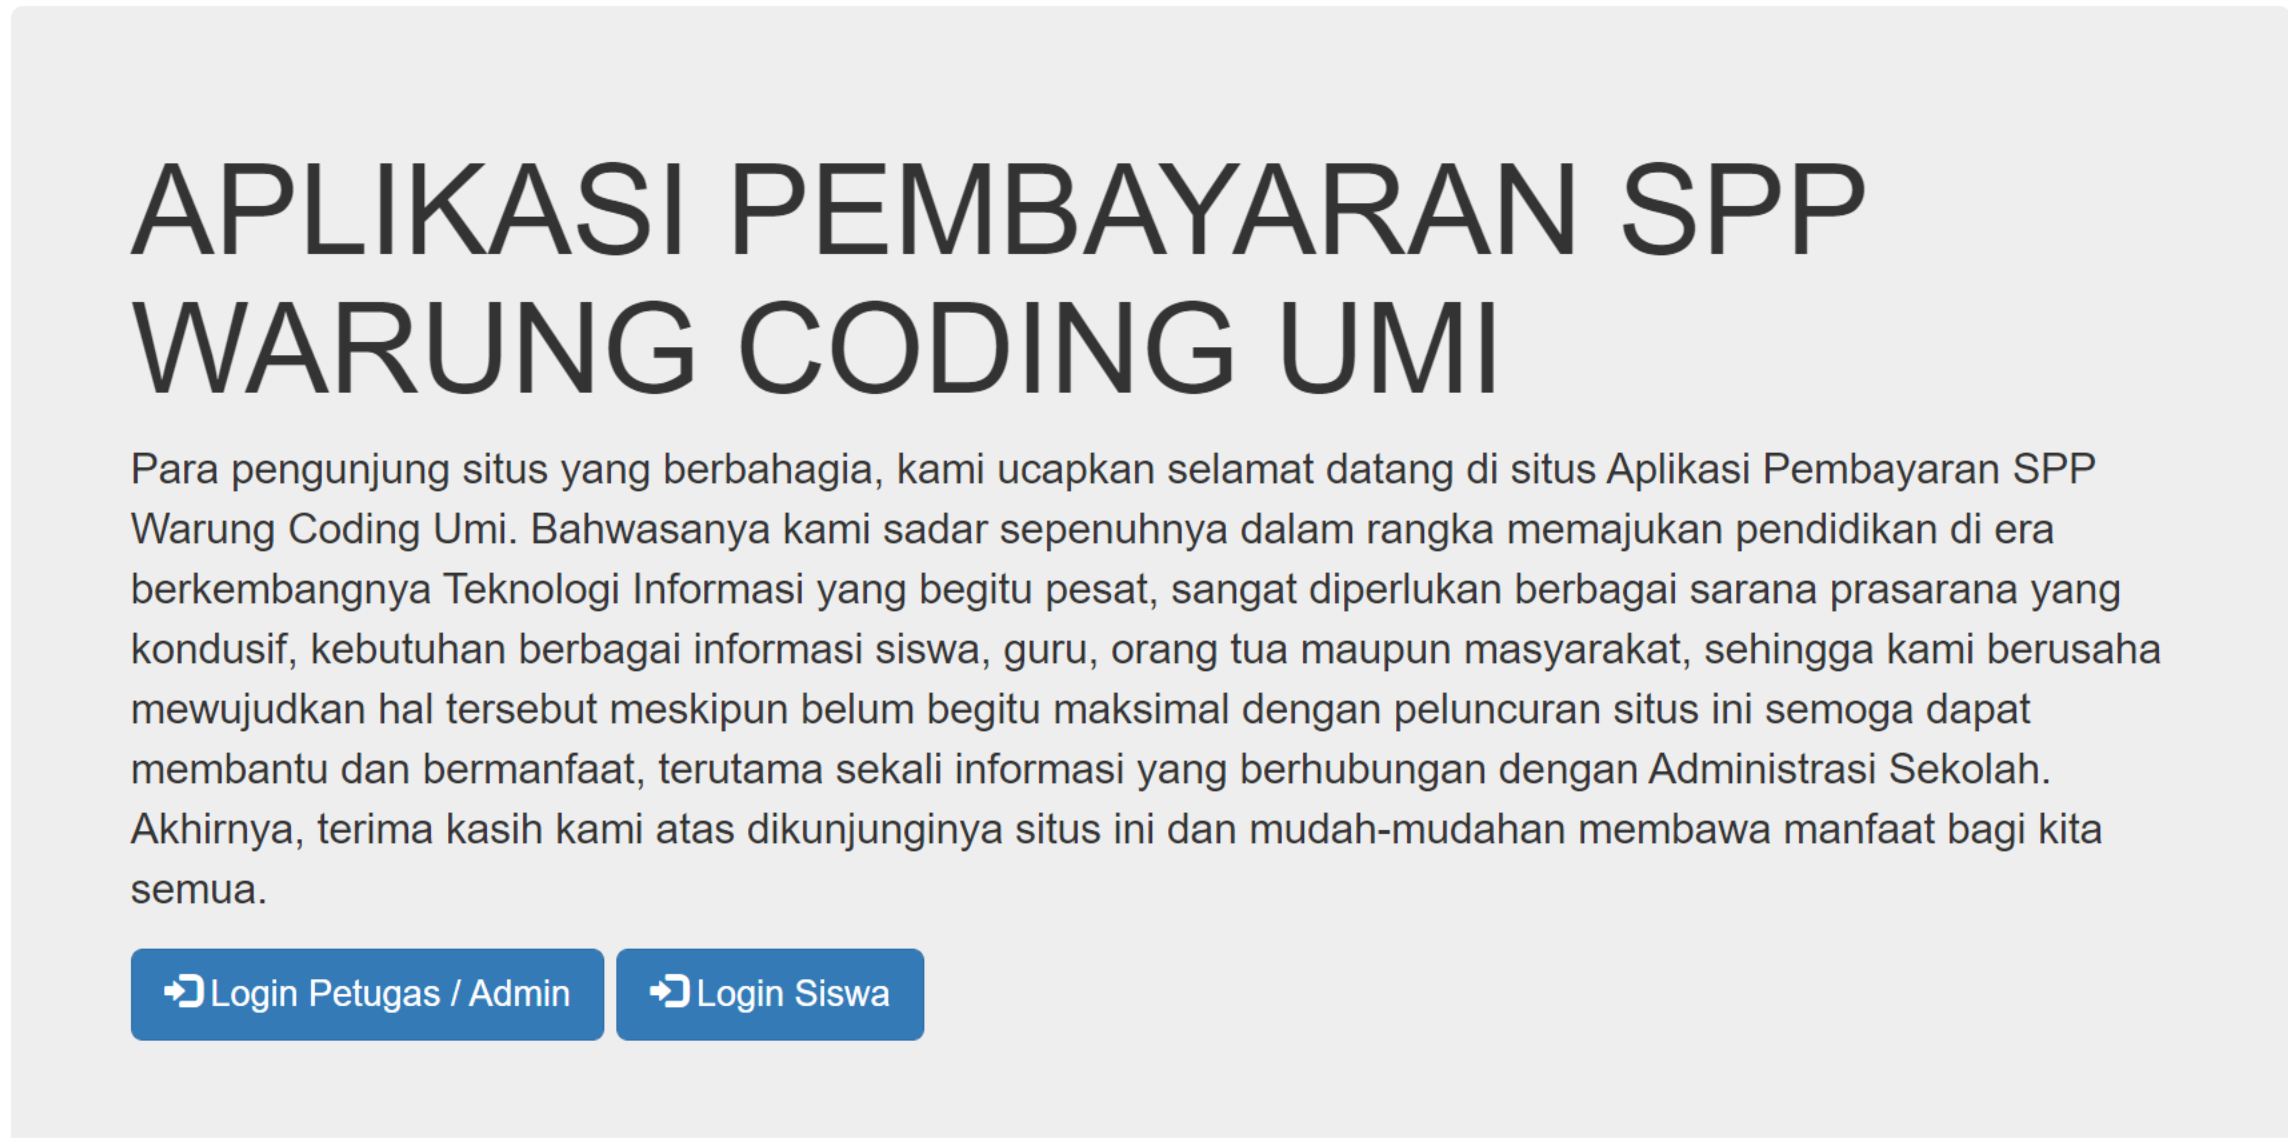 APLIKASI PEMBAYARAN SPP
WARUNG CODING UMI
Para pengunjung situs yang berbahagia, kami ucapkan selamat datang di situs Aplikasi Pembayaran SPP
Warung Coding Umi. Bahwasanya kami sadar sepenuhnya dalam rangka memajukan pendidikan di era
berkembangnya Teknologi Informasi yang begitu pesat, sangat diperlukan berbagai sarana prasarana yang
kondusif, kebutuhan berbagai informasi siswa, guru, orang tua maupun masyarakat, sehingga kami berusaha
mewujudkan hal tersebut meskipun belum begitu maksimal dengan peluncuran situs ini semoga dapat
membantu dan bermanfaat, terutama sekali informasi yang berhubungan dengan Administrasi Sekolah.
Akhirnya, terima kasih kami atas dikunjunginya situs ini dan mudah-mudahan membawa manfaat bagi kita
semua.
Login Petugas / Admin
Login Siswa